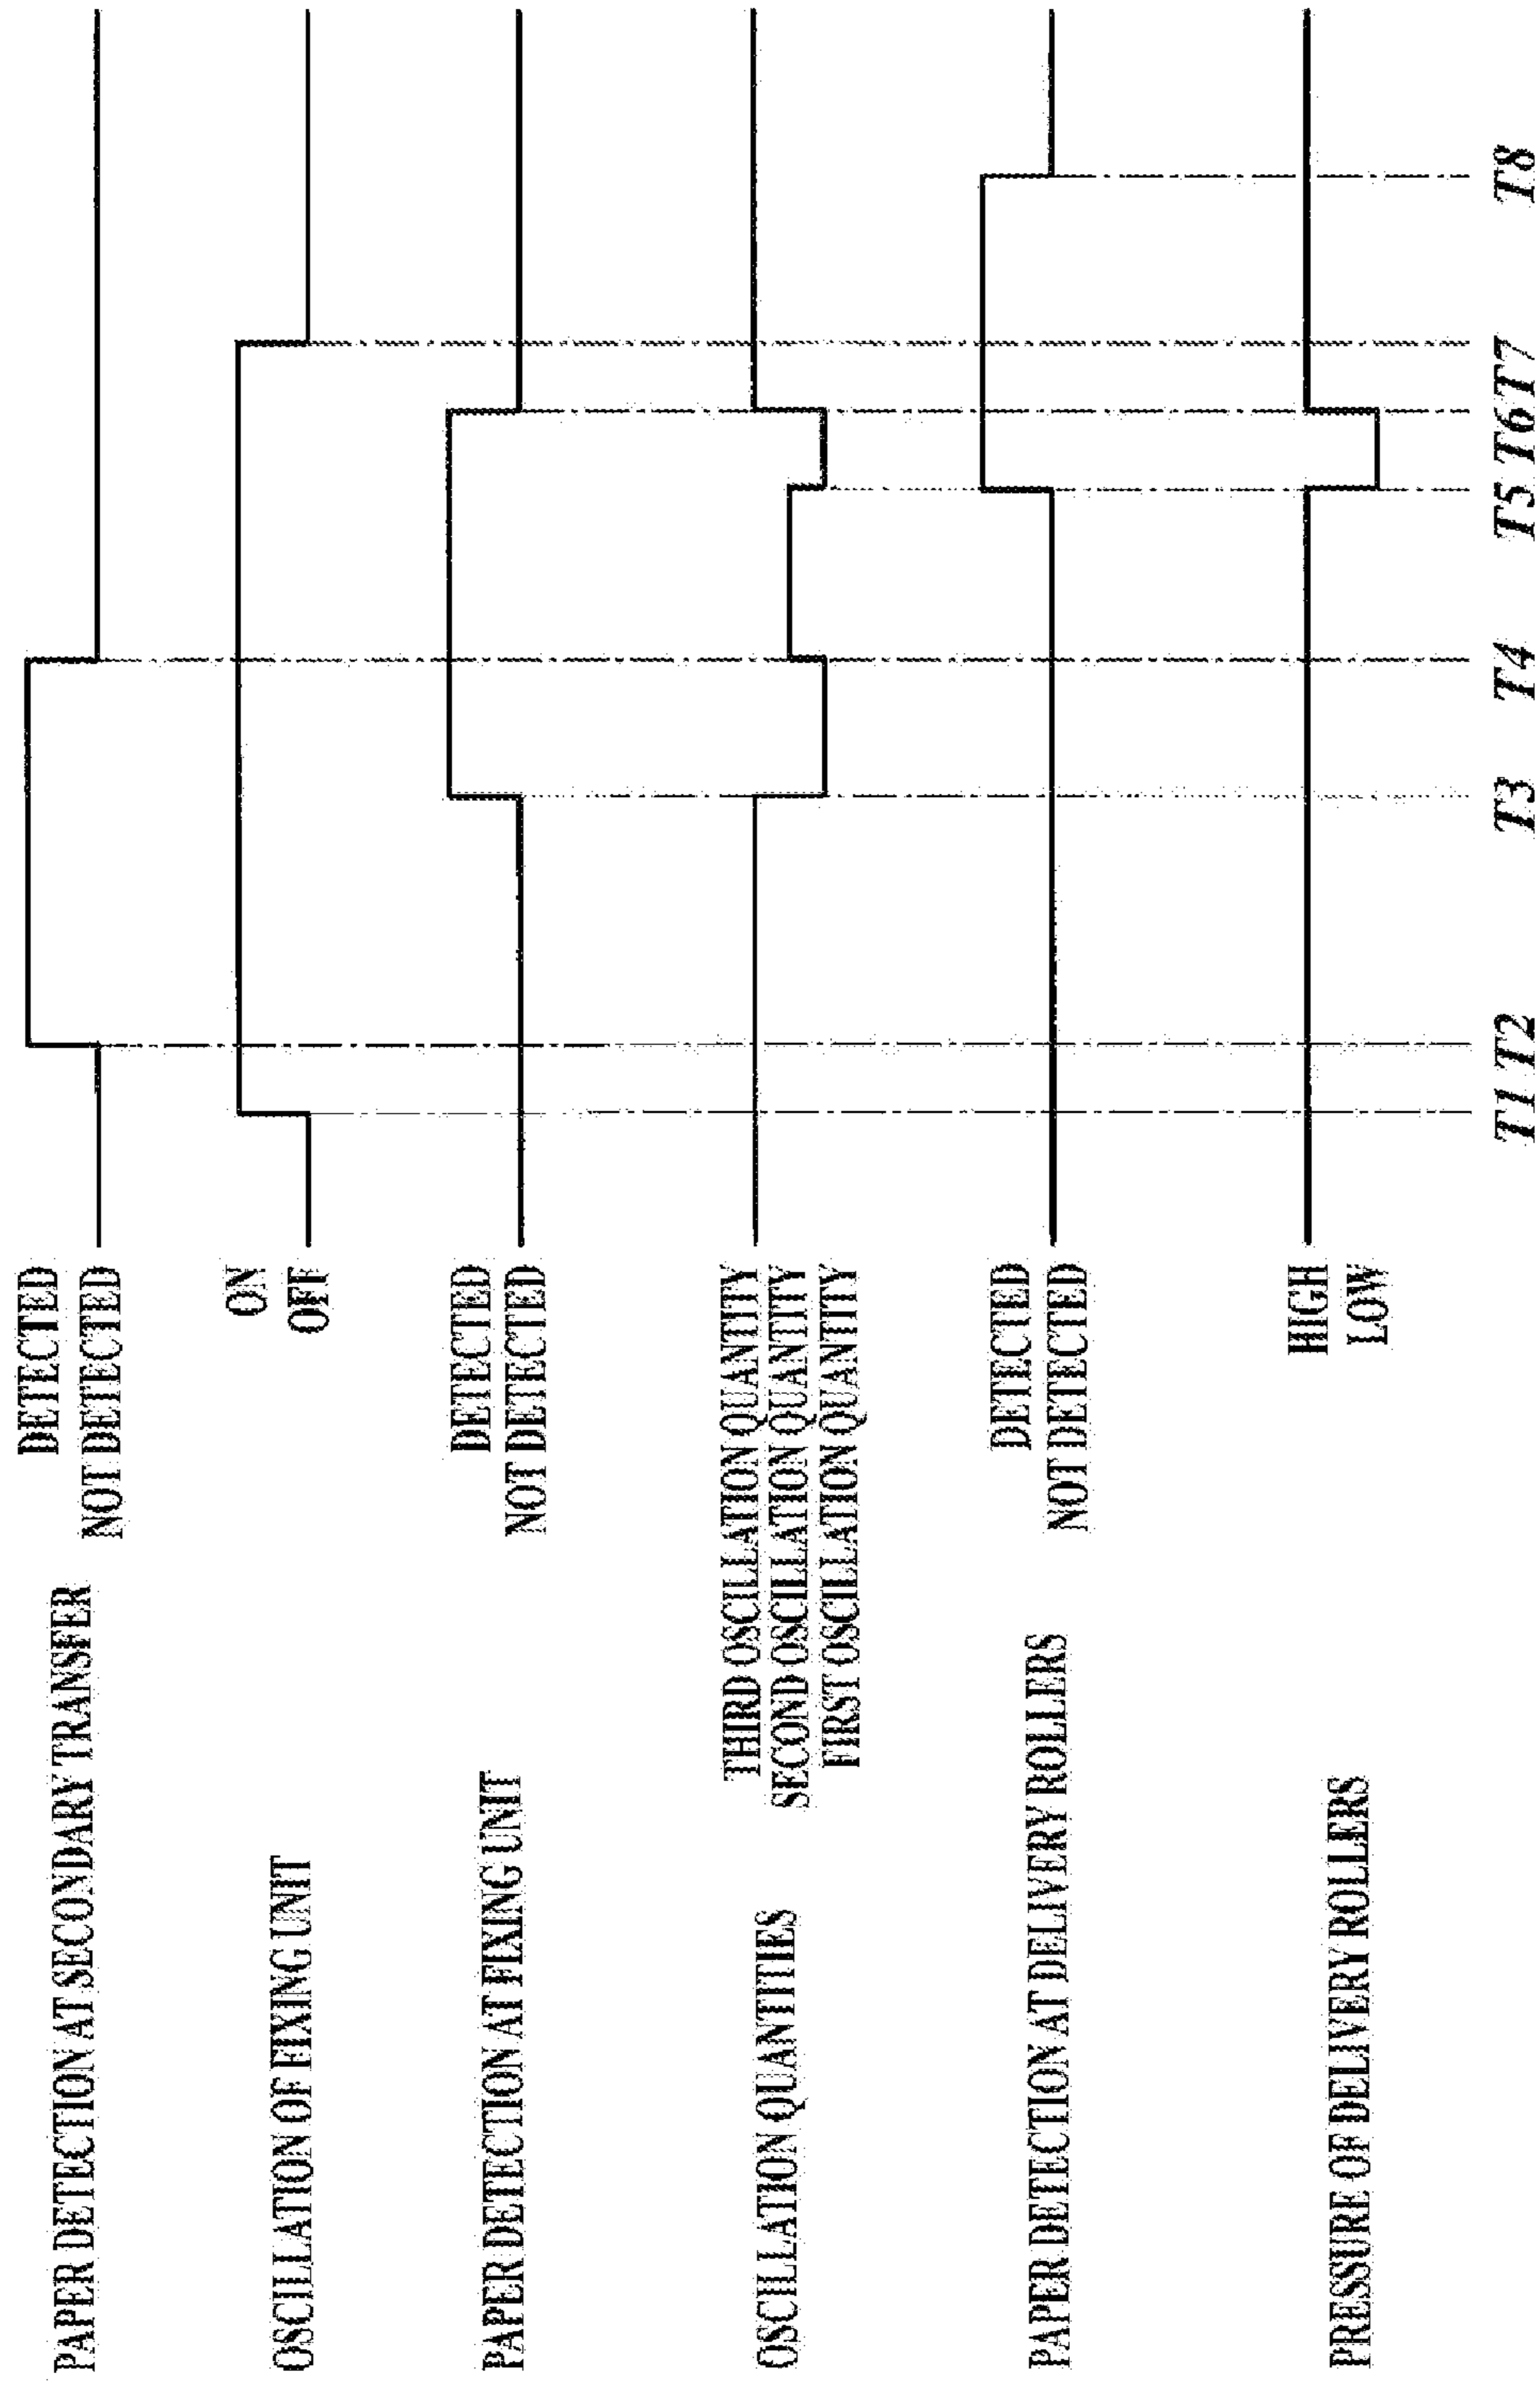 PAPER DETECTION AT SECONDARY TRANSFER
DETECTED
NOT DETECTED
OSCILLATION OF FIXING UNIT
ON
OFF
PAPER DETECTION AT FIXING UNIT
DETECTED
NOT DETECTED
OSCILLATION QUANTITIES
THIRD OSCILLATION QUANTITY
SECOND OSCILLATION QUANTITY
FIRST OSCILLATION QUANTITY
PAPER DETECTION AT DELIVERY ROLLERS
DETECTED
NOT DETECTED
PRESSURE OF DELIVERY ROLLERS
HIGH
LOW
T1 T2 T3 T4 T5 T6 T7 T8